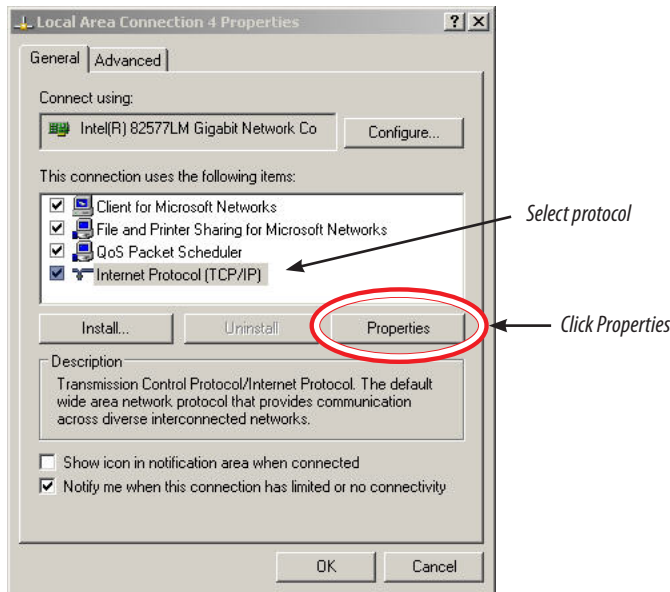 Local Area Connection 4 Properties
General
Advanced
Connect using:
Intel(R) 82577LM Gigabit Network Co
Configure...
This connection uses the following items:
Client for Microsoft Networks
File and Printer Sharing for Microsoft Networks
QoS Packet Scheduler
Internet Protocol (TCP/IP)
Select protocol
Install...
Uninstall
Properties
Click Properties
Description
Transmission Control Protocol/Internet Protocol. The default
wide area network protocol that provides communication
across diverse interconnected networks.
Show icon in notification area when connected
Notify me when this connection has limited or no connectivity
OK
Cancel